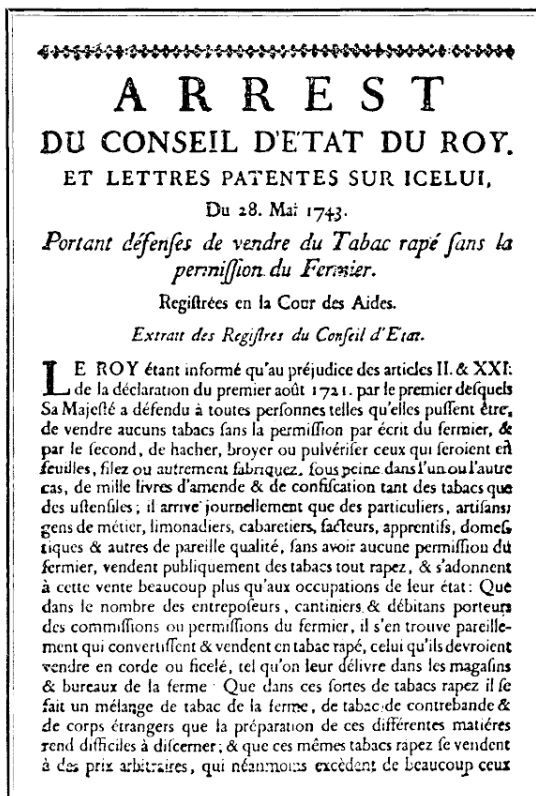 ARREST
DU CONSEIL D'ETAT DU ROY.
ET LETTRES PATENTES SUR ICELUI,
Du 28. Mai 1743.
Portant défenſes de vendre du Tabac rapé ſans la
permiſſion du Fermier.
Regiſtrées en la Cour des Aides.
Extrait des Regiſtres du Conſeil d'Etat.
LE ROY étant informé qu'au préjudice des articles II. & XXI.
de la déclaration du premier août 1721. par le premier deſquels
Sa Majeſté a défendu à toutes perſonnes telles qu'elles puſſent être,
de vendre aucuns tabacs ſans la permiſſion par écrit du fermier, &
par le ſecond, de hacher, broyer ou pulvériſer ceux qui ſeroient en
feuilles, filez ou autrement fabriquez, ſous peine dans l'un ou l'autre
cas, de mille livres d'amende & de confiſcation tant des tabacs que
des uſtenſiles ; il arrive journellement que des particuliers, artiſans,
gens de métier, limonadiers, cabaretiers, facteurs, apprentifs, domeſ-
tiques & autres de pareille qualité, ſans avoir aucune permiſſion du
fermier, vendent publiquement des tabacs tout rapez, & s'adonnent
à cette vente beaucoup plus qu'aux occupations de leur état : Que
dans le nombre des entrepoſeurs, cantiniers & débitans porteurs
des commiſſions ou permiſſions du fermier, il s'en trouve pareille-
ment qui convertiſſent & vendent en tabac rapé, celui qu'ils devroient
vendre en corde ou ficelé, tel qu'on leur délivre dans les magaſins
& bureaux de la ferme : Que dans ces ſortes de tabacs rapez il ſe
fait un mélange de tabac de la ferme, de tabac de contrebande &
de corps étrangers que la préparation de ces différentes matiéres
rend difficiles à diſcerner ; & que ces mêmes tabacs rapez ſe vendent
à des prix arbitraires, qui néanmoins excèdent de beaucoup ceux